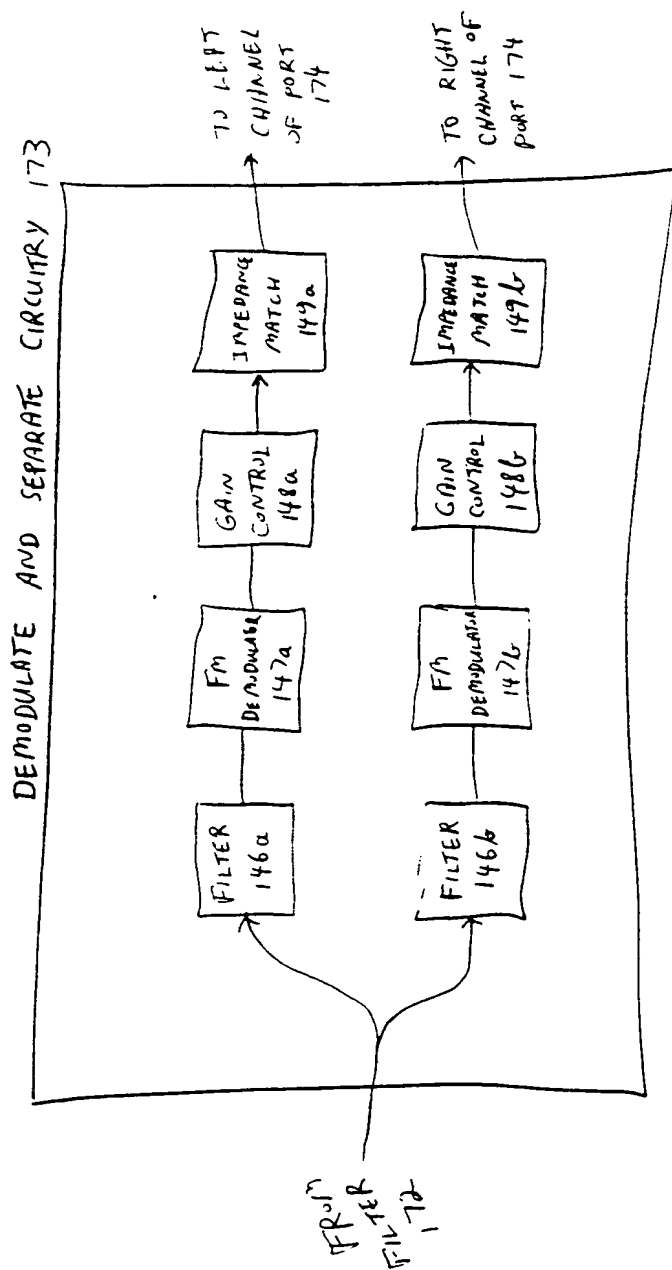 DEMODULATE AND SEPARATE CIRCUITRY 173
FROM
FILTER
172
FILTER
146a
FM
DEMODULATOR
147a
GAIN
CONTROL
148a
IMPEDANCE
MATCH
149a
TO LEFT
CHANNEL
OF PORT
174
FILTER
146b
FM
DEMODULATOR
147b
GAIN
CONTROL
148b
IMPEDANCE
MATCH
149b
TO RIGHT
CHANNEL OF
PORT 174